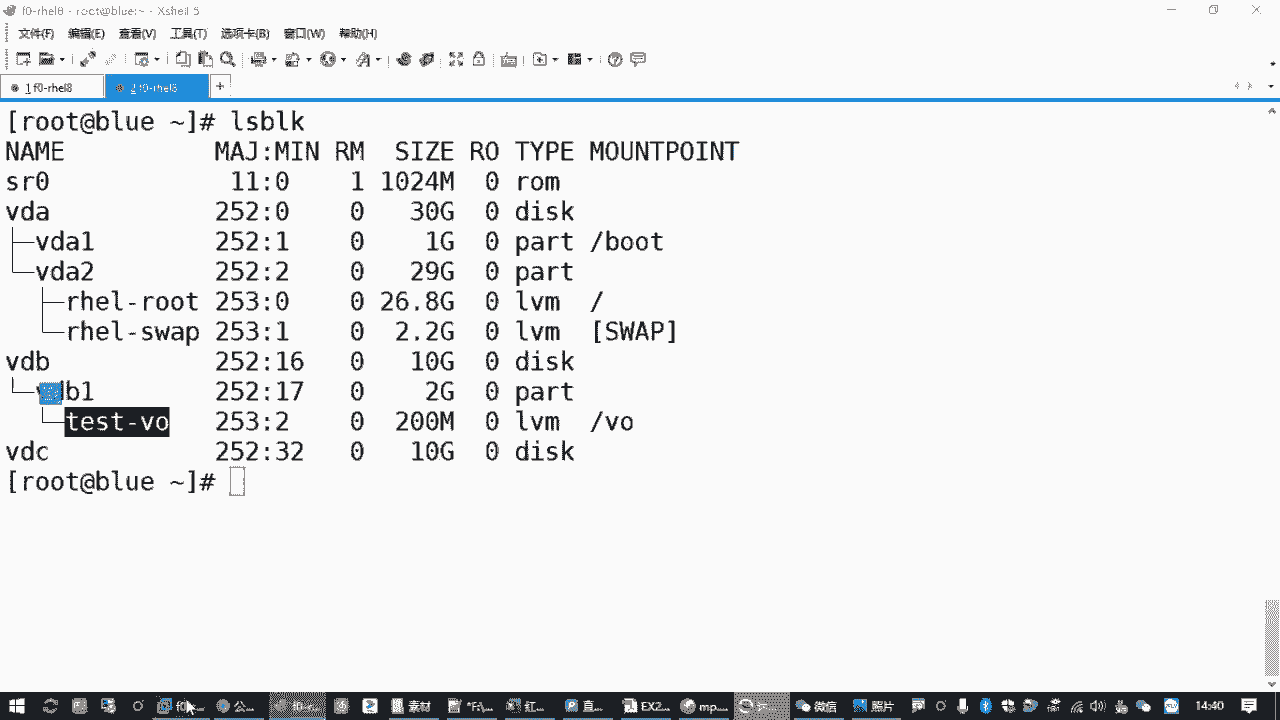 f0-rhel8 - root@blue:~ - Xshell 5
文件(F) 编辑(E) 查看(V) 工具(T) 选项卡(B) 窗口(W) 帮助(H)
1 f0-rhel8 2 f0-rhel8 +
[root@blue ~]# lsblk
NAME MAJ:MIN RM SIZE RO TYPE MOUNTPOINT
sr0 11:0 1 1024M 0 rom
vda 252:0 0 30G 0 disk
├─vda1 252:1 0 1G 0 part /boot
└─vda2 252:2 0 29G 0 part
├─rhel-root 253:0 0 26.8G 0 lvm /
└─rhel-swap 253:1 0 2.2G 0 lvm [SWAP]
vdb 252:16 0 10G 0 disk
└─vdb1 252:17 0 2G 0 part
└─test-vo 253:2 0 200M 0 lvm /vo
vdc 252:32 0 10G 0 disk
[root@blue ~]#
公... 素材 红... 直... EX2... mp... 微信 照片 14:40